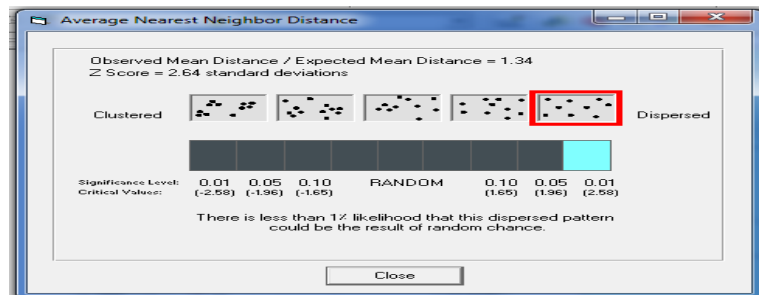 Average Nearest Neighbor Distance
Observed Mean Distance / Expected Mean Distance = 1.34
Z Score = 2.64 standard deviations
Clustered Dispersed
Significance Level: 0.01 0.05 0.10 RANDOM 0.10 0.05 0.01
Critical Values: (-2.58) (-1.96) (-1.65) (1.65) (1.96) (2.58)
There is less than 1% likelihood that this dispersed pattern
could be the result of random chance.
Close